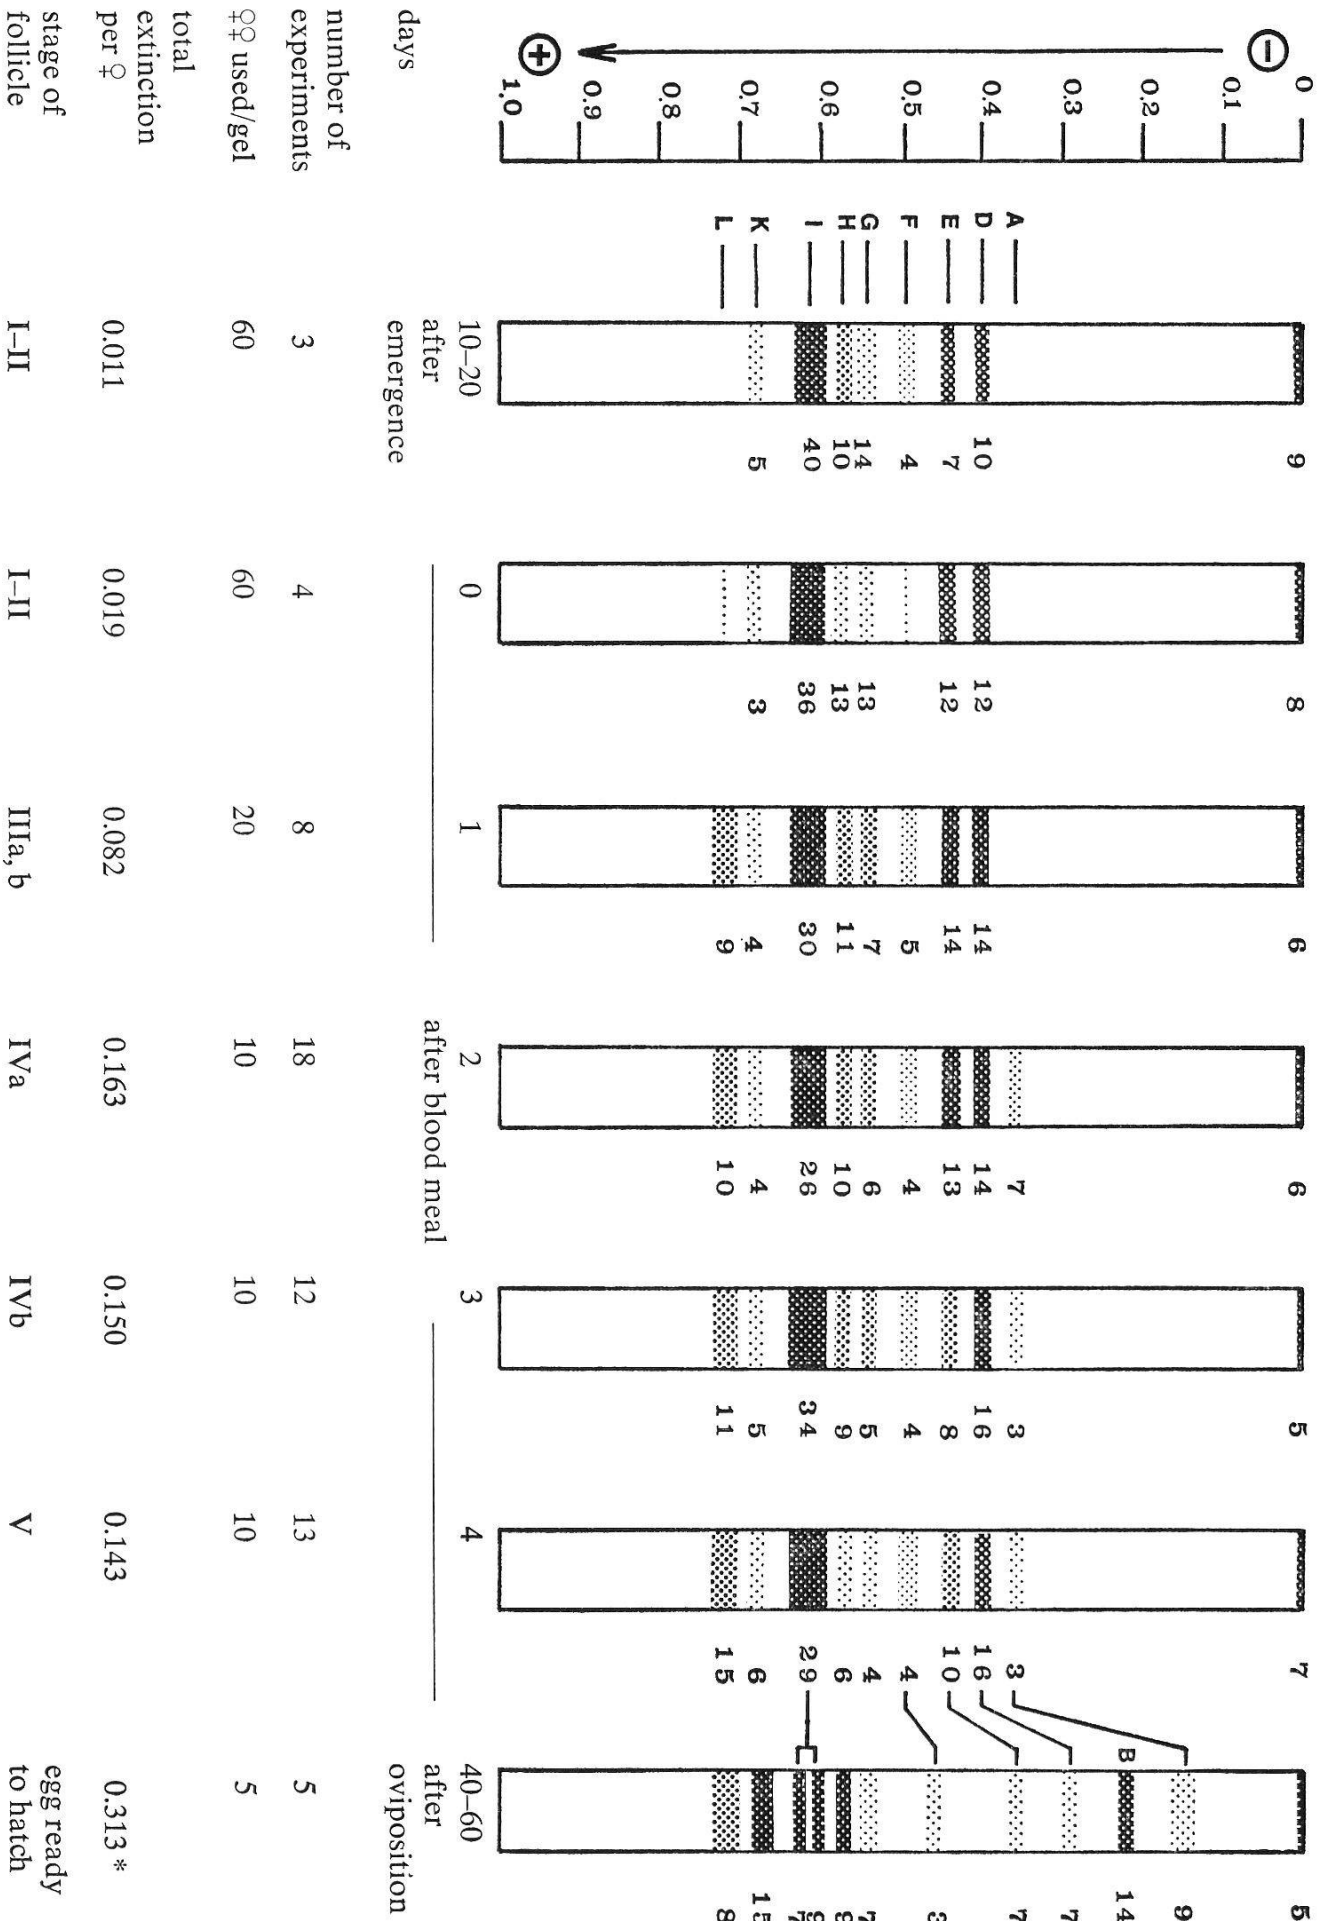 0 9 8 6 6 5 7 5
−
0.1 9
B 14
0.2
7
0.3
A 7 3 3 7
D 10 12 14 14 16 16
0.4
E 7 12 14 13 8 10
F 4 5 4 4 4
0.5
G 14 13 7 6 5 4 7
H 10 13 11 10 9 6
0.6
I 40 36 30 26 34 29 9 7
K 5 3 4 4 5 6 15
0.7
L 9 10 11 15 8
0.8
0.9
+ 1.0
days 10–20 0 1 2 3 4 40–60
after after blood meal after
emergence oviposition
number of
experiments 3 4 8 18 12 13 5
♀♀ used/gel 60 60 20 10 10 10 5
total
extinction
per ♀ 0.011 0.019 0.082 0.163 0.150 0.143 0.313 *
stage of egg ready
follicle I–II I–II IIIa, b IVa IVb V to hatch